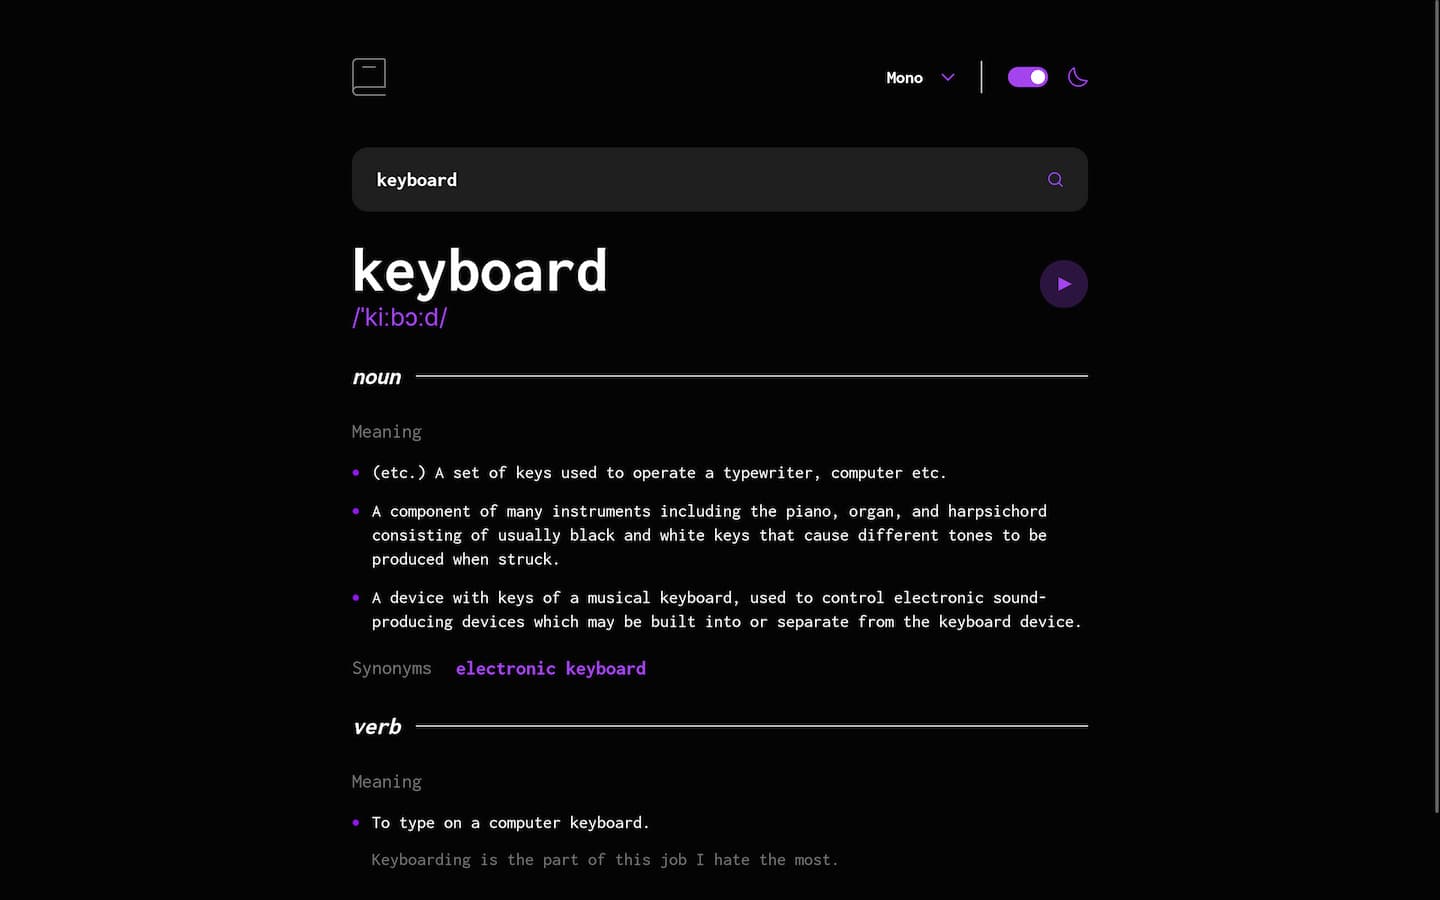 Mono
keyboard
keyboard
/ˈkiːbɔːd/
noun
Meaning
(etc.) A set of keys used to operate a typewriter, computer etc.
A component of many instruments including the piano, organ, and harpsichord
consisting of usually black and white keys that cause different tones to be
produced when struck.
A device with keys of a musical keyboard, used to control electronic sound-
producing devices which may be built into or separate from the keyboard device.
Synonyms electronic keyboard
verb
Meaning
To type on a computer keyboard.
Keyboarding is the part of this job I hate the most.